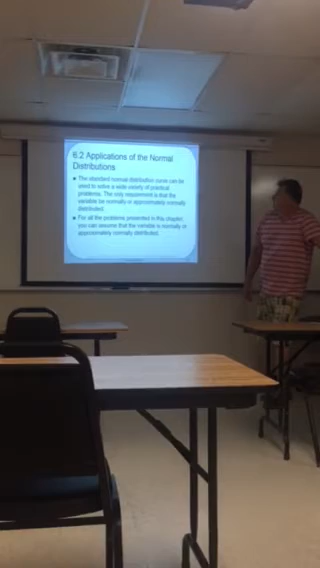 6.2 Applications of the Normal
Distributions
The standard normal distribution curve can be
used to solve a wide variety of practical
problems. The only requirement is that the
variable be normally or approximately normally
distributed.
For all the problems presented in this chapter,
you can assume that the variable is normally or
approximately normally distributed.